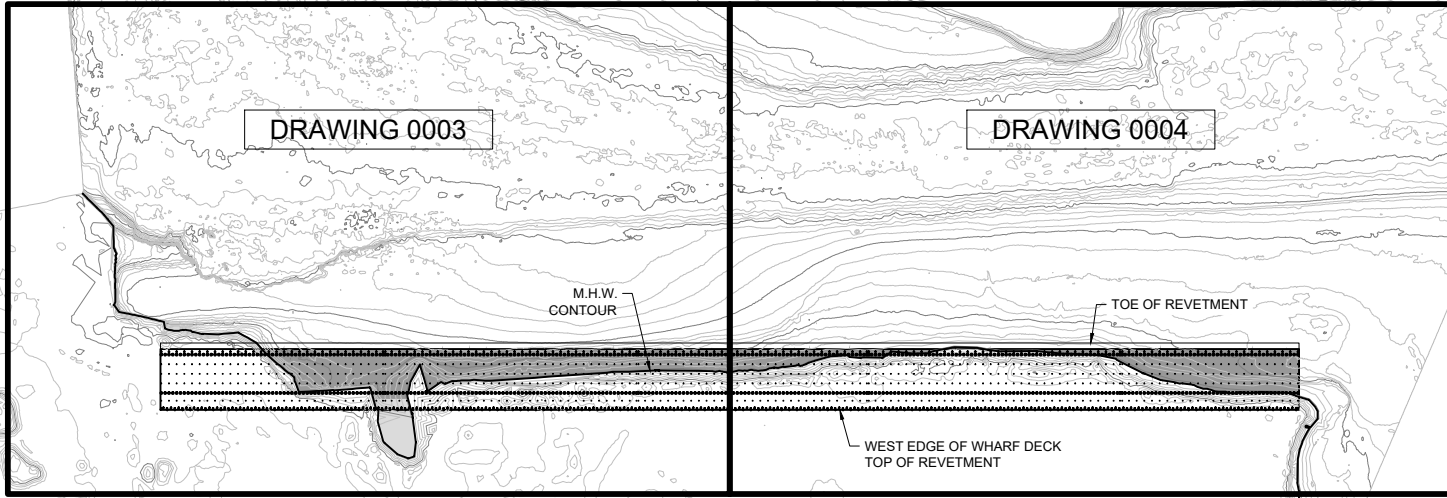 DRAWING 0003
DRAWING 0004
M.H.W.
CONTOUR
TOE OF REVETMENT
WEST EDGE OF WHARF DECK
TOP OF REVETMENT